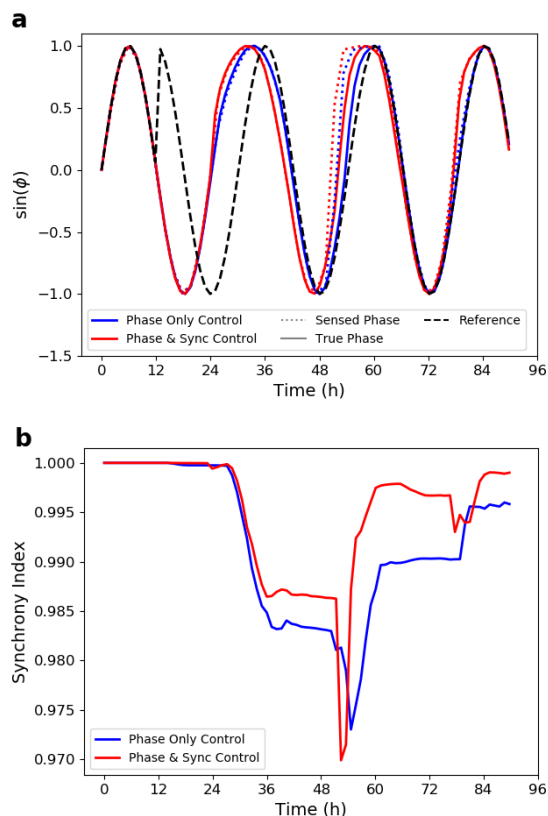 a
1.0
0.5
0.0
−0.5
−1.0
−1.5
sin(ϕ)
Phase Only Control
Phase & Sync Control
Sensed Phase
True Phase
Reference
0 12 24 36 48 60 72 84 96
Time (h)
b
1.000
0.995
0.990
0.985
0.980
0.975
0.970
Synchrony Index
Phase Only Control
Phase & Sync Control
0 12 24 36 48 60 72 84 96
Time (h)